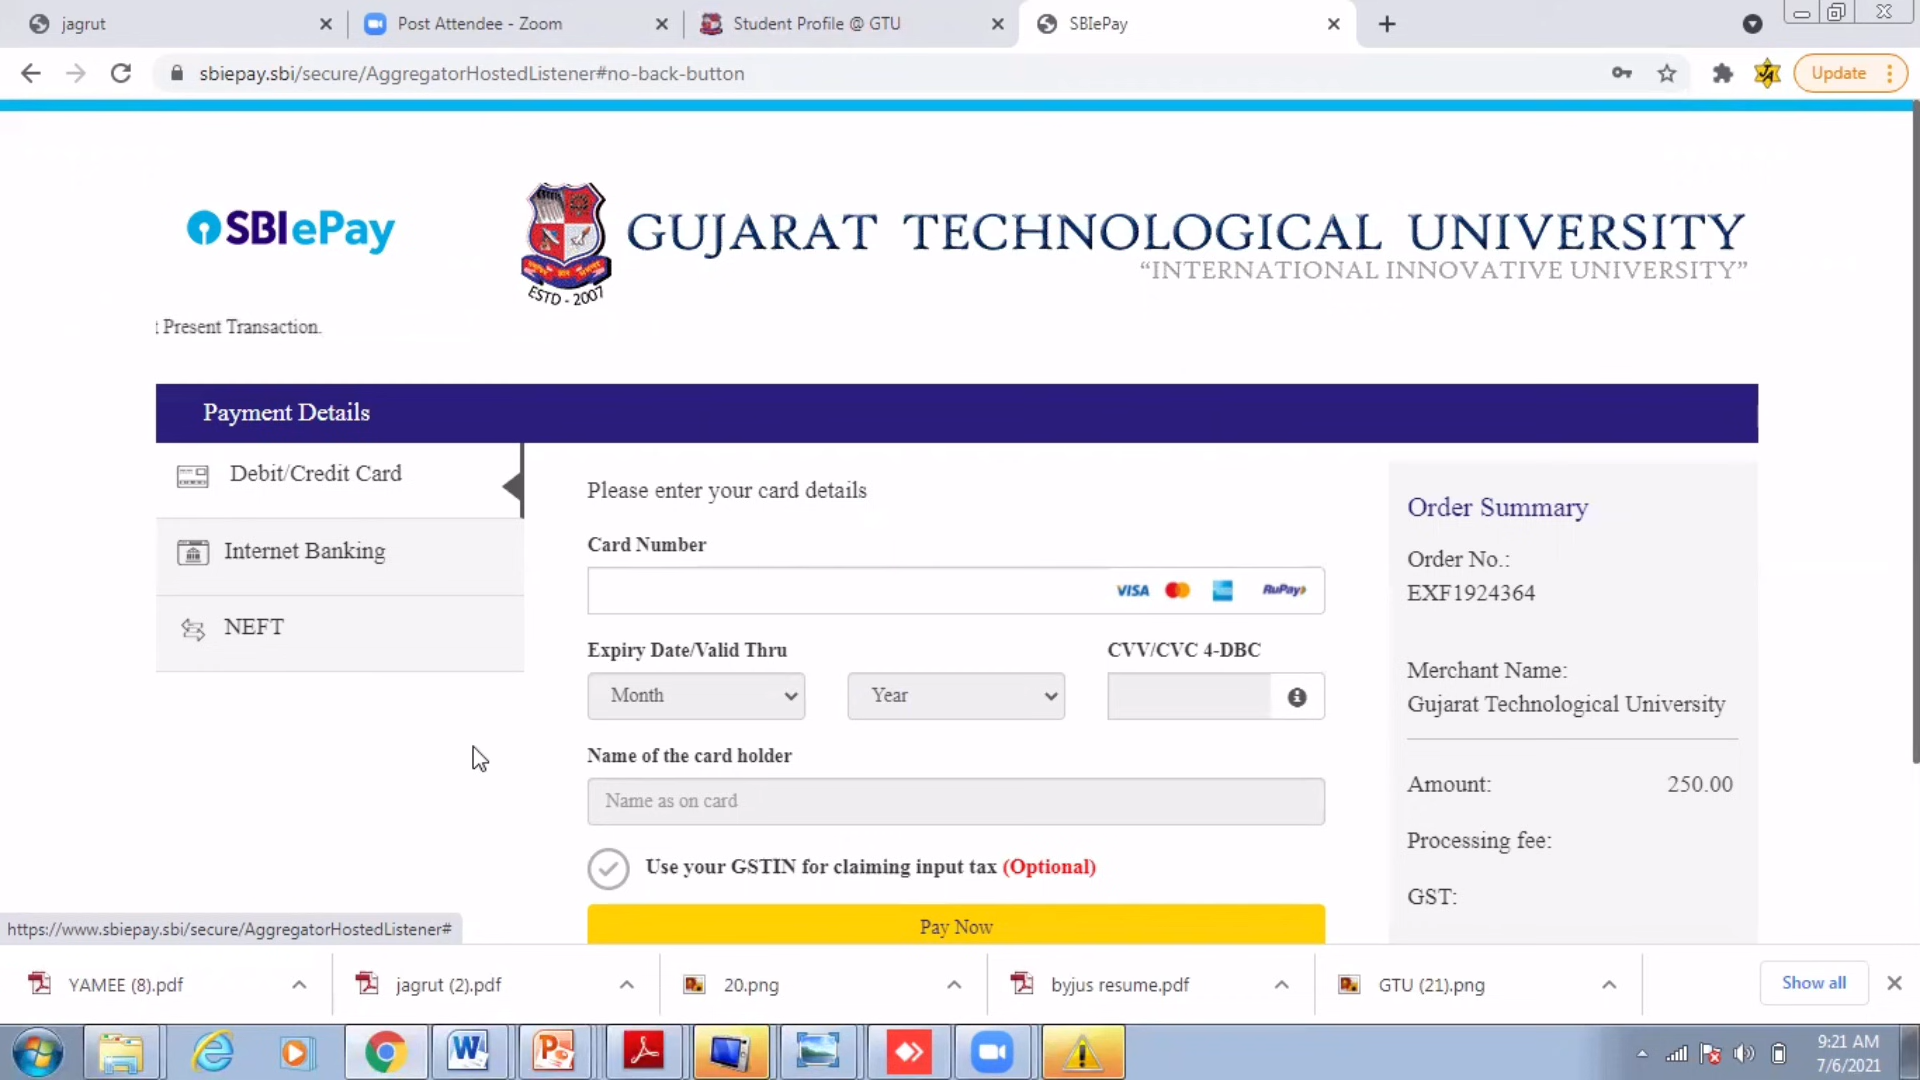 jagrut
Post Attendee - Zoom
Student Profile @ GTU
SBIePay
sbiepay.sbi/secure/AggregatorHostedListener#no-back-button
Update
SBIePay
GUJARAT TECHNOLOGICAL UNIVERSITY
“INTERNATIONAL INNOVATIVE UNIVERSITY”
ESTD - 2007
t Present Transaction.
Payment Details
Debit/Credit Card
Internet Banking
NEFT
Please enter your card details
Card Number
VISA
RuPay
Expiry Date/Valid Thru
CVV/CVC 4-DBC
Month
Year
Name of the card holder
Name as on card
Use your GSTIN for claiming input tax (Optional)
Pay Now
Order Summary
Order No.:
EXF1924364
Merchant Name:
Gujarat Technological University
Amount: 250.00
Processing fee:
GST:
https://www.sbiepay.sbi/secure/AggregatorHostedListener#
YAMEE (8).pdf
jagrut (2).pdf
20.png
byjus resume.pdf
GTU (21).png
Show all
9:21 AM
7/6/2021